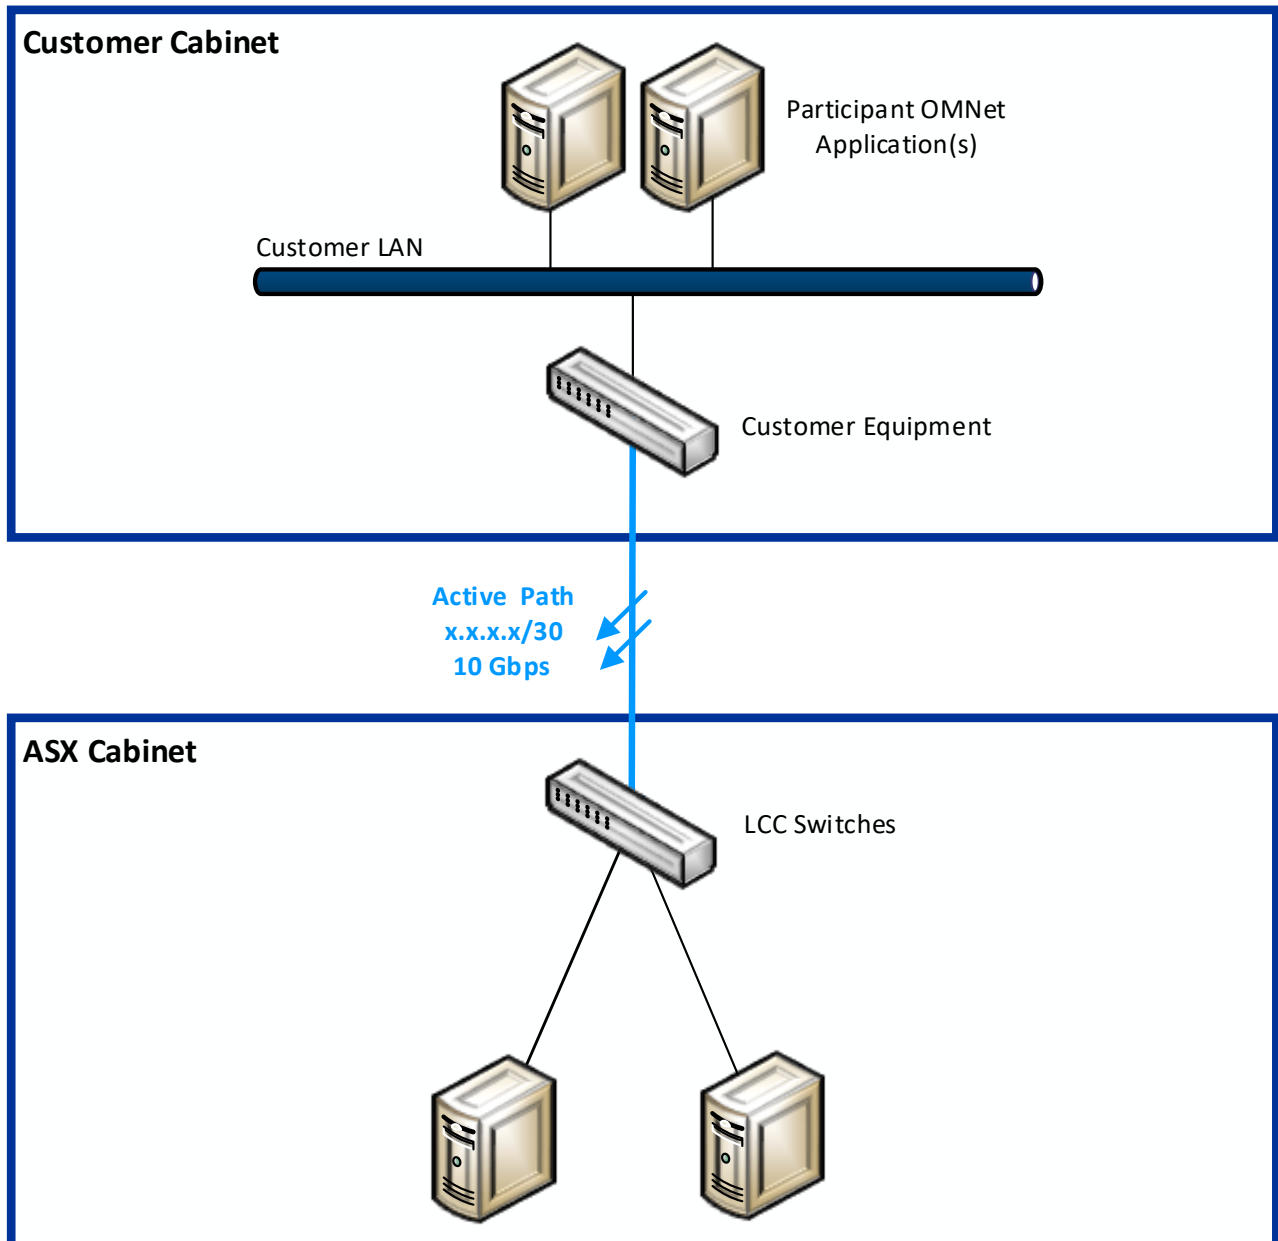 Customer Cabinet
Participant OMNet
Application(s)
Customer LAN
Customer Equipment
Active Path
x.x.x.x/30
10 Gbps
ASX Cabinet
LCC Switches